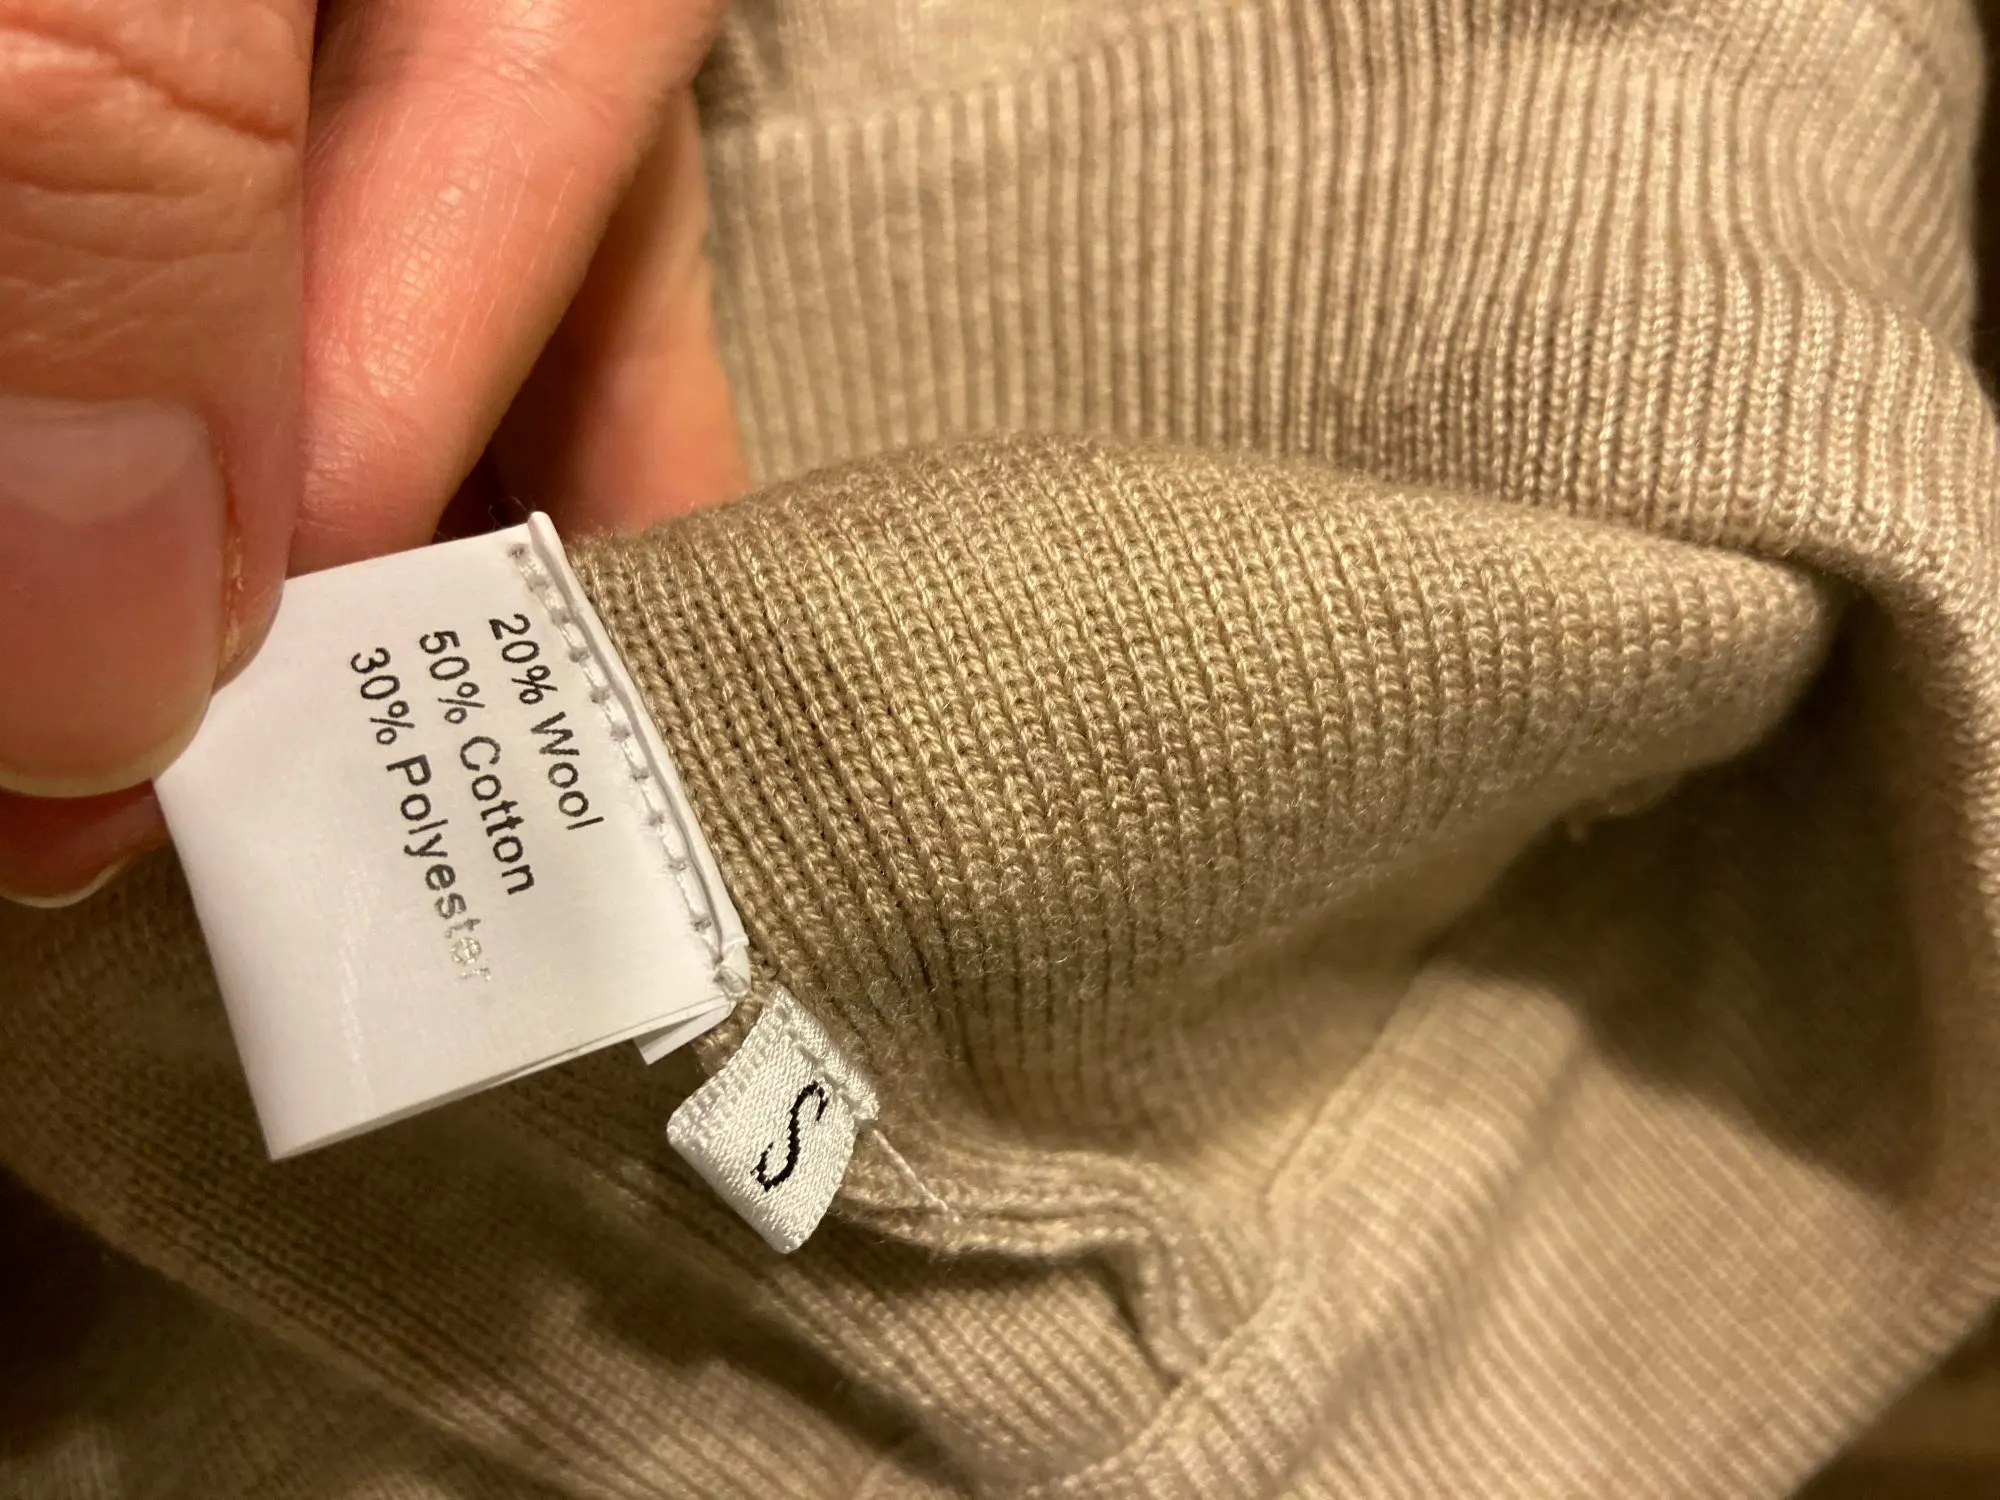 20% Wool
50% Cotton
30% Polyester
S